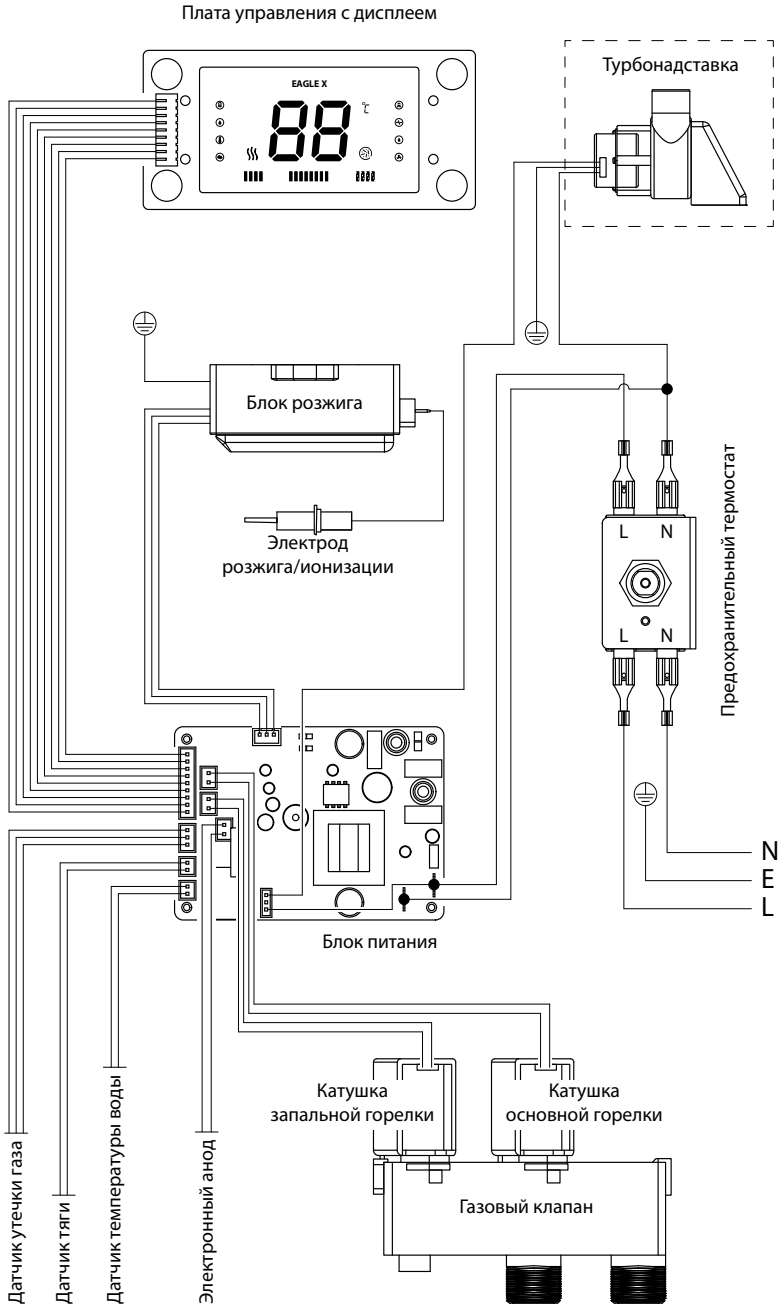 Плата управления с дисплеем
EAGLE X
88
°C
Турбонадставка
Блок розжига
Электрод
розжига/ионизации
L N
L N
Предохранительный термостат
N
E
L
Блок питания
Катушка
запальной горелки
Катушка
основной горелки
Газовый клапан
Датчик утечки газа
Датчик тяги
Датчик температуры воды
Электронный анод